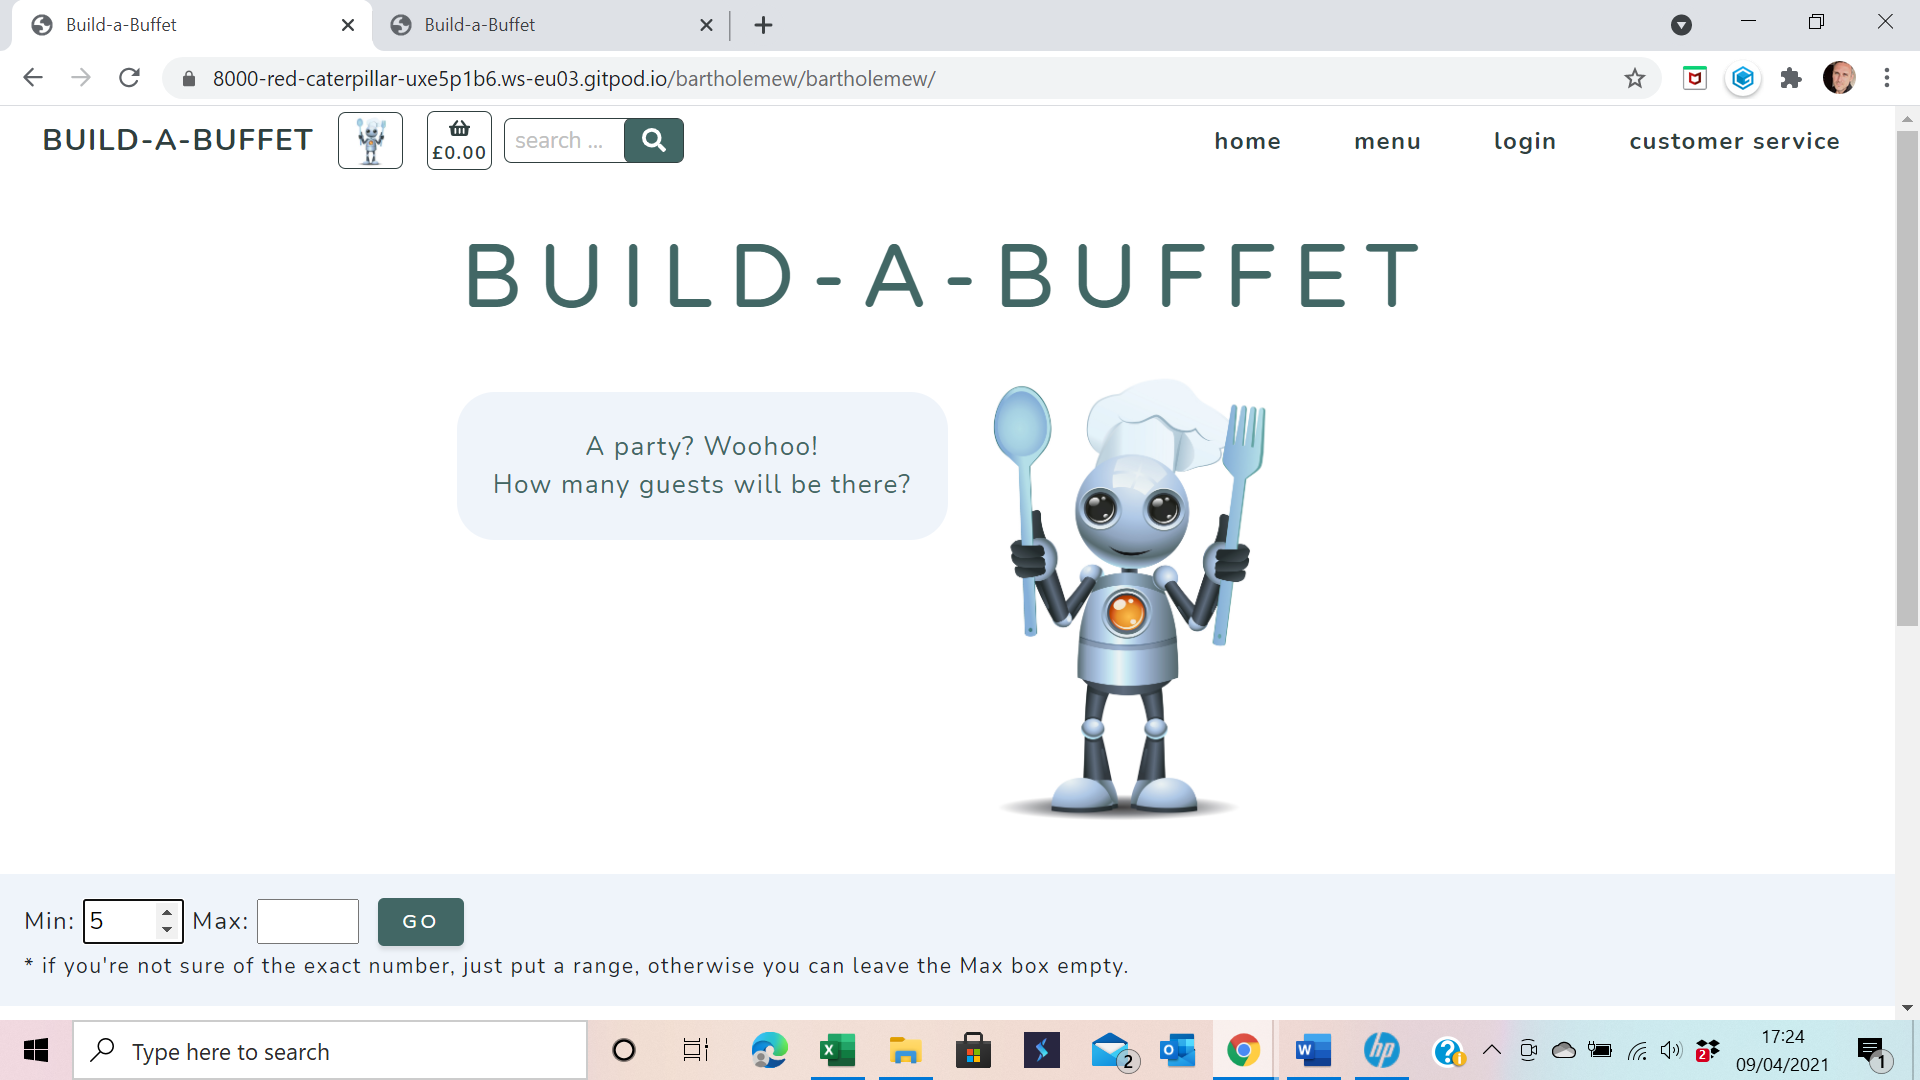 Build-a-Buffet
Build-a-Buffet
8000-red-caterpillar-uxe5p1b6.ws-eu03.gitpod.io/bartholemew/bartholemew/
BUILD-A-BUFFET
£0.00
search ...
home
menu
login
customer service
BUILD-A-BUFFET
A party? Woohoo!
How many guests will be there?
Min: 5 Max: GO
* if you're not sure of the exact number, just put a range, otherwise you can leave the Max box empty.
Type here to search
2
2
17:24
09/04/2021
1